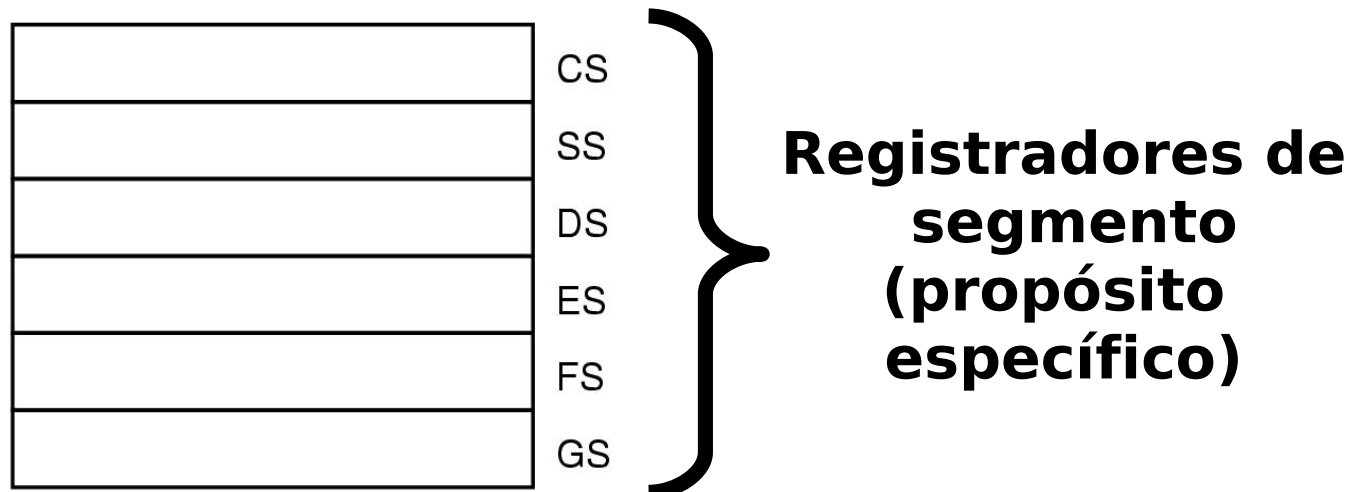 CS
SS
DS
ES
FS
GS
Registradores de
segmento
(propósito
específico)